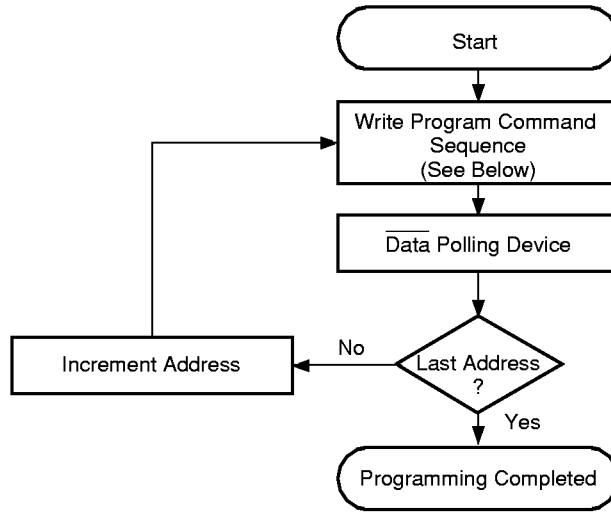 Start
Write Program Command
Sequence
(See Below)
Data Polling Device
No
Increment Address
Last Address
?
Yes
Programming Completed